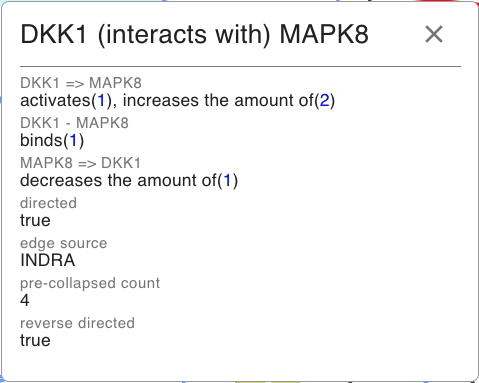 DKK1 (interacts with) MAPK8
DKK1 => MAPK8
activates(1), increases the amount of(2)
DKK1 - MAPK8
binds(1)
MAPK8 => DKK1
decreases the amount of(1)
directed
true
edge source
INDRA
pre-collapsed count
4
reverse directed
true